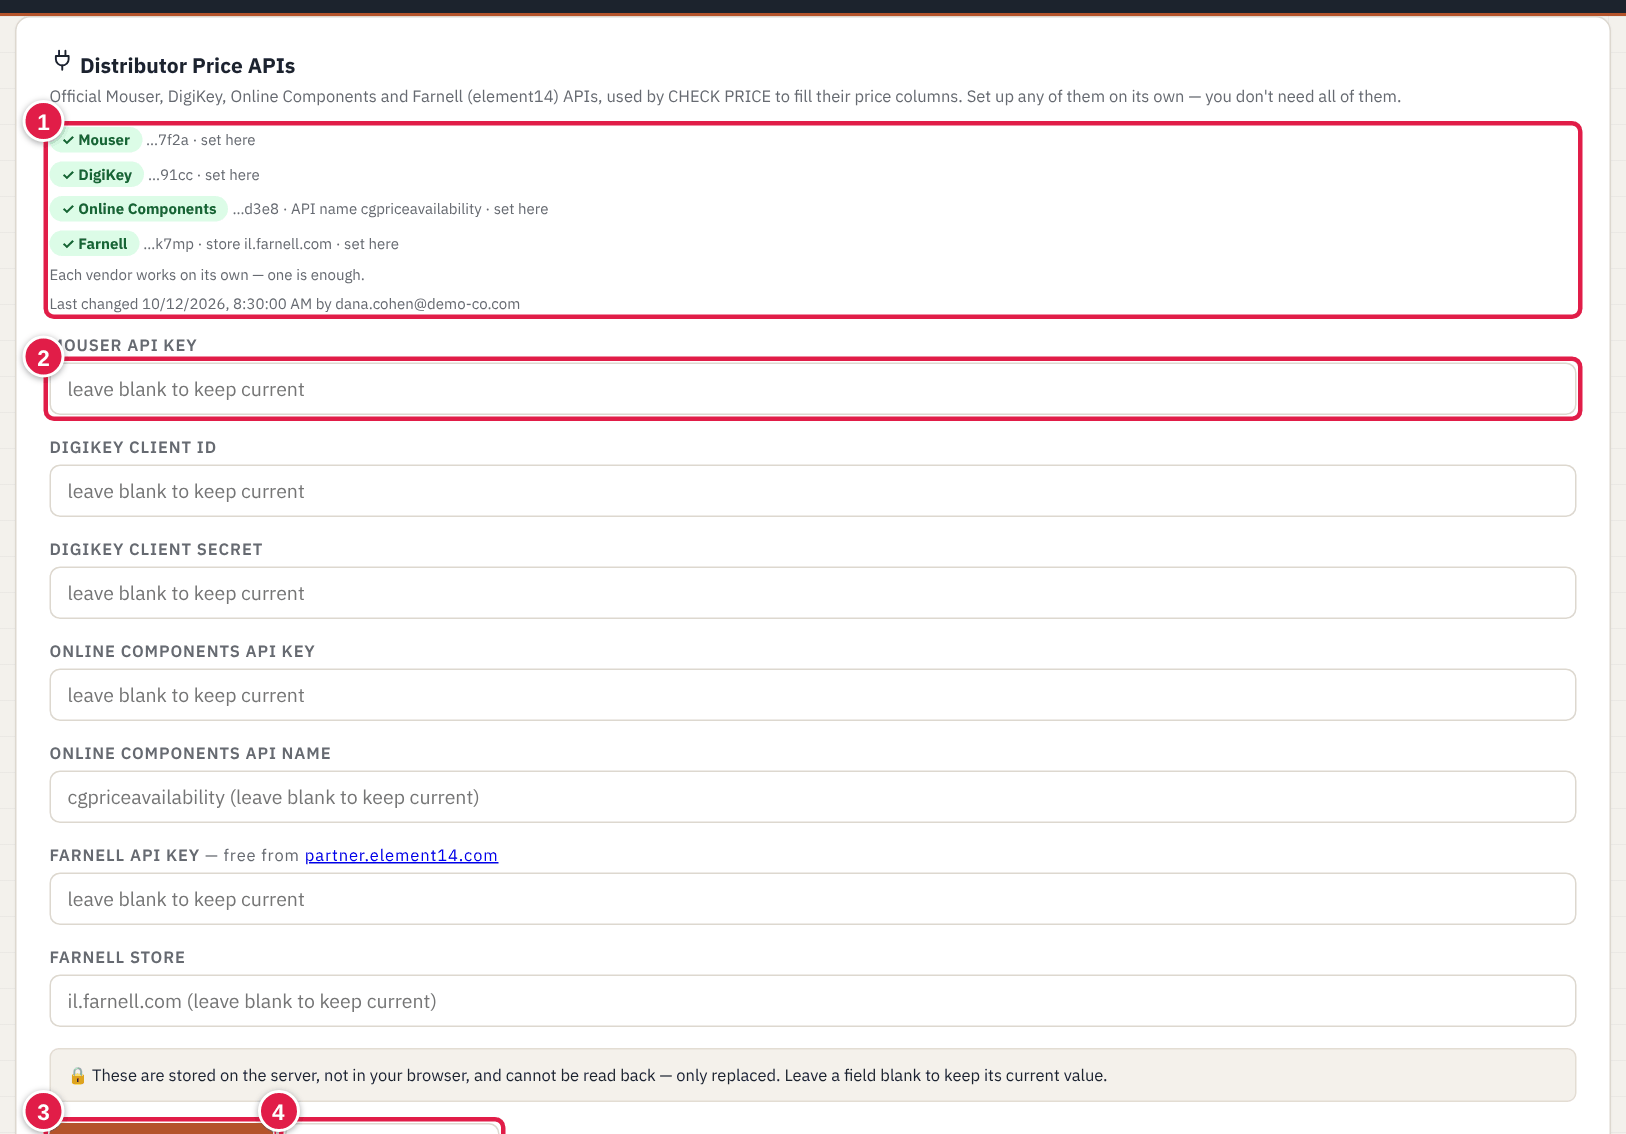 Distributor Price APIs
Official Mouser, DigiKey, Online Components and Farnell (element14) APIs, used by CHECK PRICE to fill their price columns. Set up any of them on its own — you don't need all of them.
1
✓ Mouser …7f2a · set here
✓ DigiKey …91cc · set here
✓ Online Components …d3e8 · API name cgpriceavailability · set here
✓ Farnell …k7mp · store il.farnell.com · set here
Each vendor works on its own — one is enough.
Last changed 10/12/2026, 8:30:00 AM by dana.cohen@demo-co.com
MOUSER API KEY
2
leave blank to keep current
DIGIKEY CLIENT ID
leave blank to keep current
DIGIKEY CLIENT SECRET
leave blank to keep current
ONLINE COMPONENTS API KEY
leave blank to keep current
ONLINE COMPONENTS API NAME
cgpriceavailability (leave blank to keep current)
FARNELL API KEY — free from partner.element14.com
leave blank to keep current
FARNELL STORE
il.farnell.com (leave blank to keep current)
🔒 These are stored on the server, not in your browser, and cannot be read back — only replaced. Leave a field blank to keep its current value.
3 4